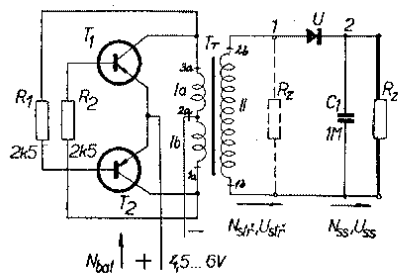 T1
Tr
U
1
2
2b
3a
Ia
R1
R2
2a
II
Rz
C1
1M
Rz
Ib
2k5
2k5
1a
1b
T2
Nstř,Ustř
Nss,Uss
Nbat
+
4,5...6V
−